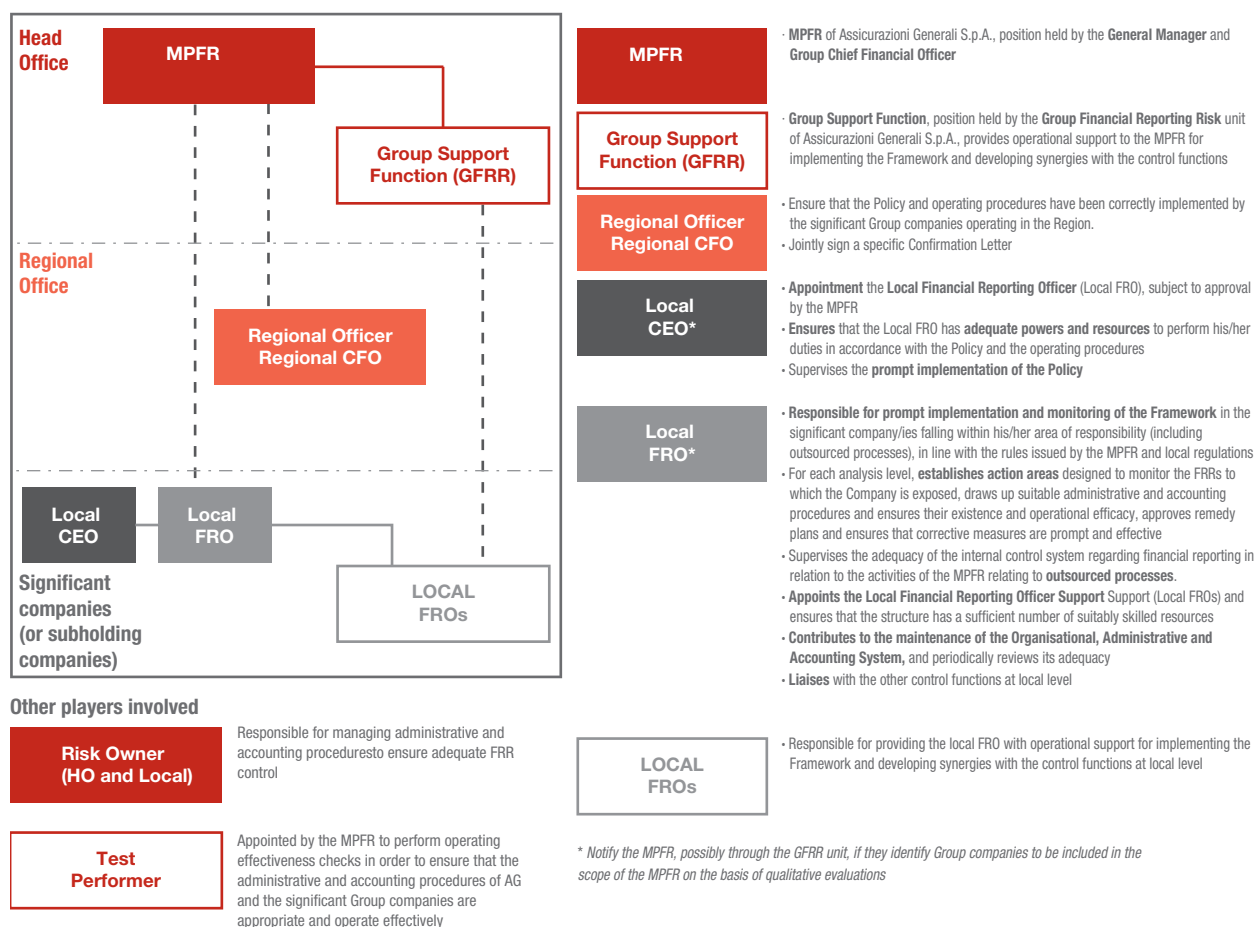 Head
Office
MPFR
Group Support
Function (GFRR)
Regional
Office
Regional Officer
Regional CFO
Local
CEO
Local
FRO
LOCAL
FROs
Significant
companies
(or subholding
companies)
MPFR
· MPFR of Assicurazioni Generali S.p.A., position held by the General Manager and
Group Chief Financial Officer
Group Support
Function (GFRR)
· Group Support Function, position held by the Group Financial Reporting Risk unit
of Assicurazioni Generali S.p.A., provides operational support to the MPFR for
implementing the Framework and developing synergies with the control functions
Regional Officer
Regional CFO
• Ensure that the Policy and operating procedures have been correctly implemented by
the significant Group companies operating in the Region.
• Jointly sign a specific Confirmation Letter
Local
CEO*
• Appointment the Local Financial Reporting Officer (Local FRO), subject to approval
by the MPFR
• Ensures that the Local FRO has adequate powers and resources to perform his/her
duties in accordance with the Policy and the operating procedures
• Supervises the prompt implementation of the Policy
Local
FRO*
• Responsible for prompt implementation and monitoring of the Framework in the
significant company/ies falling within his/her area of responsibility (including
outsourced processes), in line with the rules issued by the MPFR and local regulations
• For each analysis level, establishes action areas designed to monitor the FRRs to
which the Company is exposed, draws up suitable administrative and accounting
procedures and ensures their existence and operational efficacy, approves remedy
plans and ensures that corrective measures are prompt and effective
• Supervises the adequacy of the internal control system regarding financial reporting in
relation to the activities of the MPFR relating to outsourced processes.
• Appoints the Local Financial Reporting Officer Support Support (Local FROs) and
ensures that the structure has a sufficient number of suitably skilled resources
• Contributes to the maintenance of the Organisational, Administrative and
Accounting System, and periodically reviews its adequacy
• Liaises with the other control functions at local level
LOCAL
FROs
• Responsible for providing the local FRO with operational support for implementing the
Framework and developing synergies with the control functions at local level
* Notify the MPFR, possibly through the GFRR unit, if they identify Group companies to be included in the
scope of the MPFR on the basis of qualitative evaluations
Other players involved
Risk Owner
(HO and Local)
Responsible for managing administrative and
accounting proceduresto ensure adequate FRR
control
Test
Performer
Appointed by the MPFR to perform operating
effectiveness checks in order to ensure that the
administrative and accounting procedures of AG
and the significant Group companies are
appropriate and operate effectively